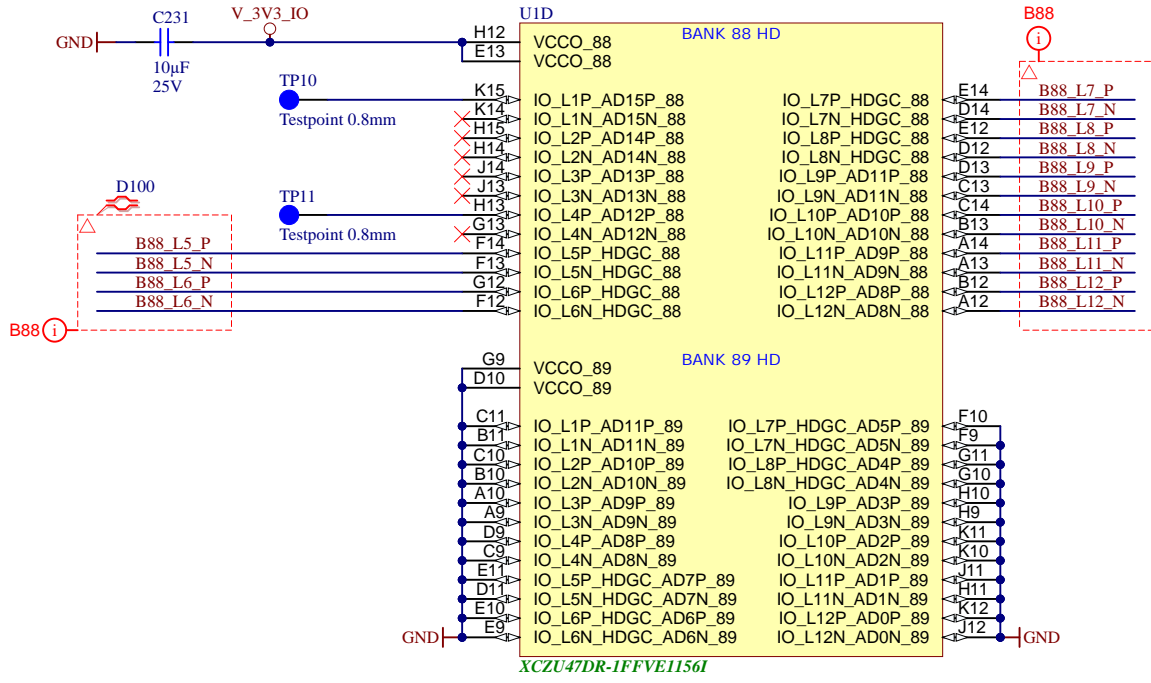 C231
V_3V3_IO
U1D
B88
GND
10µF
25V
H12
VCCO_88
BANK 88 HD
E13
VCCO_88
TP10
Testpoint 0.8mm
K15
IO_L1P_AD15P_88
IO_L7P_HDGC_88
E14
B88_L7_P
K14
IO_L1N_AD15N_88
IO_L7N_HDGC_88
D14
B88_L7_N
H15
IO_L2P_AD14P_88
IO_L8P_HDGC_88
E12
B88_L8_P
H14
IO_L2N_AD14N_88
IO_L8N_HDGC_88
D12
B88_L8_N
J14
IO_L3P_AD13P_88
IO_L9P_AD11P_88
D13
B88_L9_P
J13
IO_L3N_AD13N_88
IO_L9N_AD11N_88
C13
B88_L9_N
TP11
Testpoint 0.8mm
H13
IO_L4P_AD12P_88
IO_L10P_AD10P_88
C14
B88_L10_P
G13
IO_L4N_AD12N_88
IO_L10N_AD10N_88
B13
B88_L10_N
D100
B88_L5_P
F14
IO_L5P_HDGC_88
IO_L11P_AD9P_88
A14
B88_L11_P
B88_L5_N
F13
IO_L5N_HDGC_88
IO_L11N_AD9N_88
A13
B88_L11_N
B88_L6_P
G12
IO_L6P_HDGC_88
IO_L12P_AD8P_88
B12
B88_L12_P
B88_L6_N
F12
IO_L6N_HDGC_88
IO_L12N_AD8N_88
A12
B88_L12_N
B88
i
i
BANK 89 HD
G9
VCCO_89
D10
VCCO_89
C11
IO_L1P_AD11P_89
IO_L7P_HDGC_AD5P_89
F10
B11
IO_L1N_AD11N_89
IO_L7N_HDGC_AD5N_89
F9
C10
IO_L2P_AD10P_89
IO_L8P_HDGC_AD4P_89
G11
B10
IO_L2N_AD10N_89
IO_L8N_HDGC_AD4N_89
G10
A10
IO_L3P_AD9P_89
IO_L9P_AD3P_89
H10
A9
IO_L3N_AD9N_89
IO_L9N_AD3N_89
H9
D9
IO_L4P_AD8P_89
IO_L10P_AD2P_89
K11
C9
IO_L4N_AD8N_89
IO_L10N_AD2N_89
K10
E11
IO_L5P_HDGC_AD7P_89
IO_L11P_AD1P_89
J11
D11
IO_L5N_HDGC_AD7N_89
IO_L11N_AD1N_89
H11
E10
IO_L6P_HDGC_AD6P_89
IO_L12P_AD0P_89
K12
GND
E9
IO_L6N_HDGC_AD6N_89
IO_L12N_AD0N_89
J12
GND
XCZU47DR-1FFVE1156I